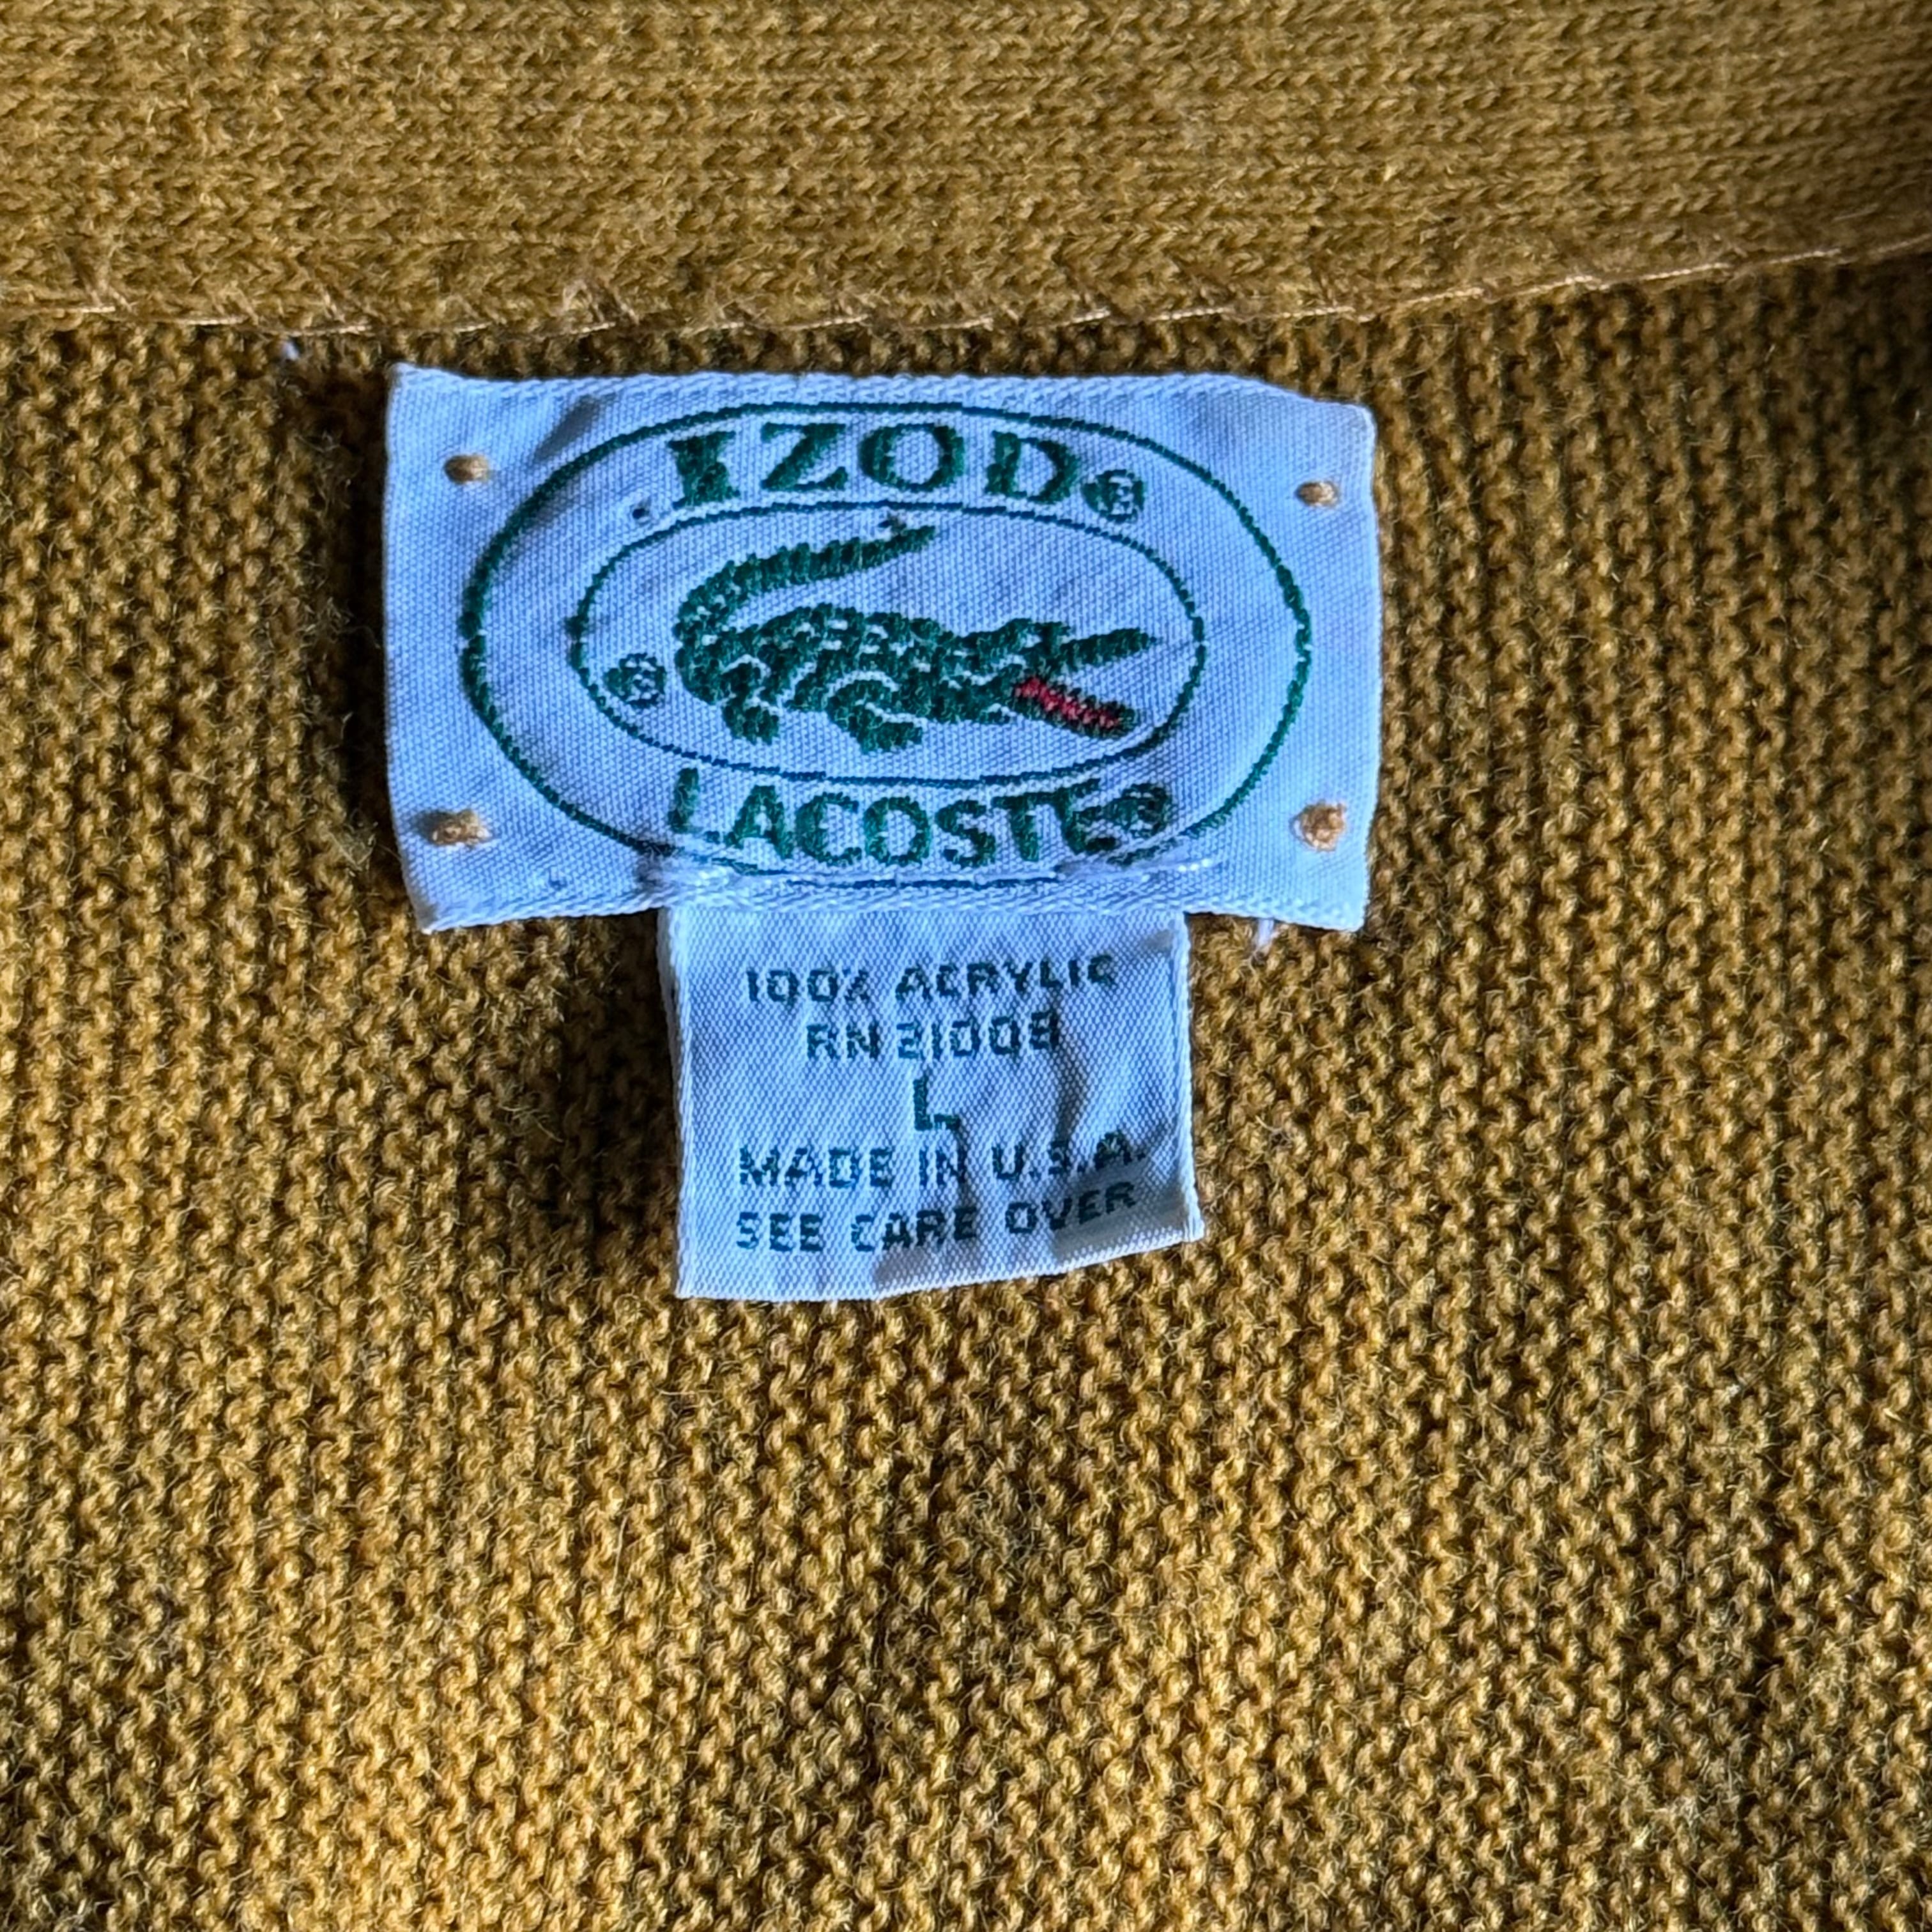 IZOD®
®
LACOSTE®
100% ACRYLIC
RN 21008
L
MADE IN U.S.A.
SEE CARE OVER